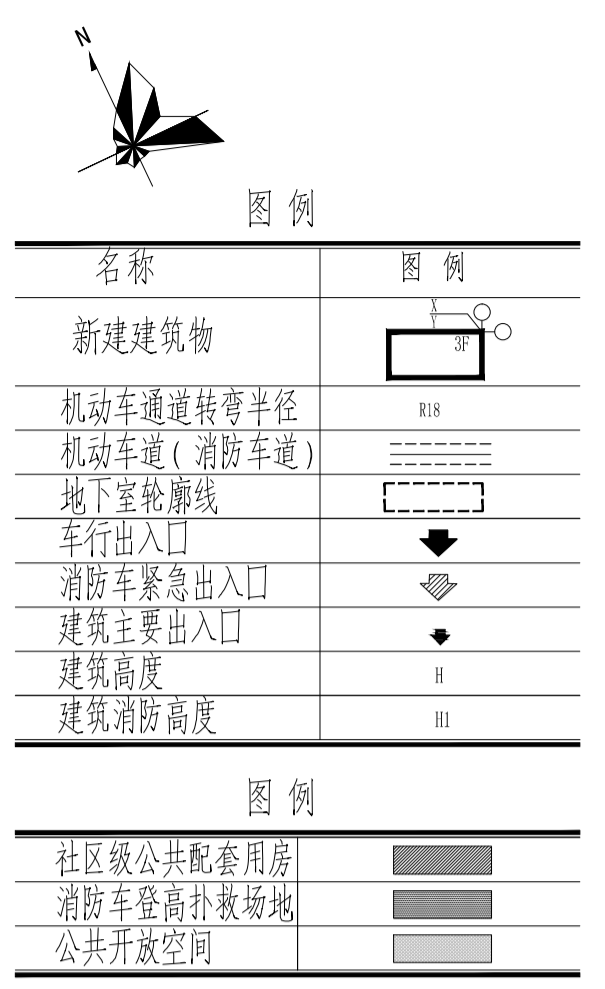 N
图 例
名称 图 例
新建建筑物 X Y 3F
机动车通道转弯半径 R18
机动车道(消防车道)
地下室轮廓线
车行出入口
消防车紧急出入口
建筑主要出入口
建筑高度 H
建筑消防高度 H1
图 例
社区级公共配套用房
消防车登高扑救场地
公共开放空间